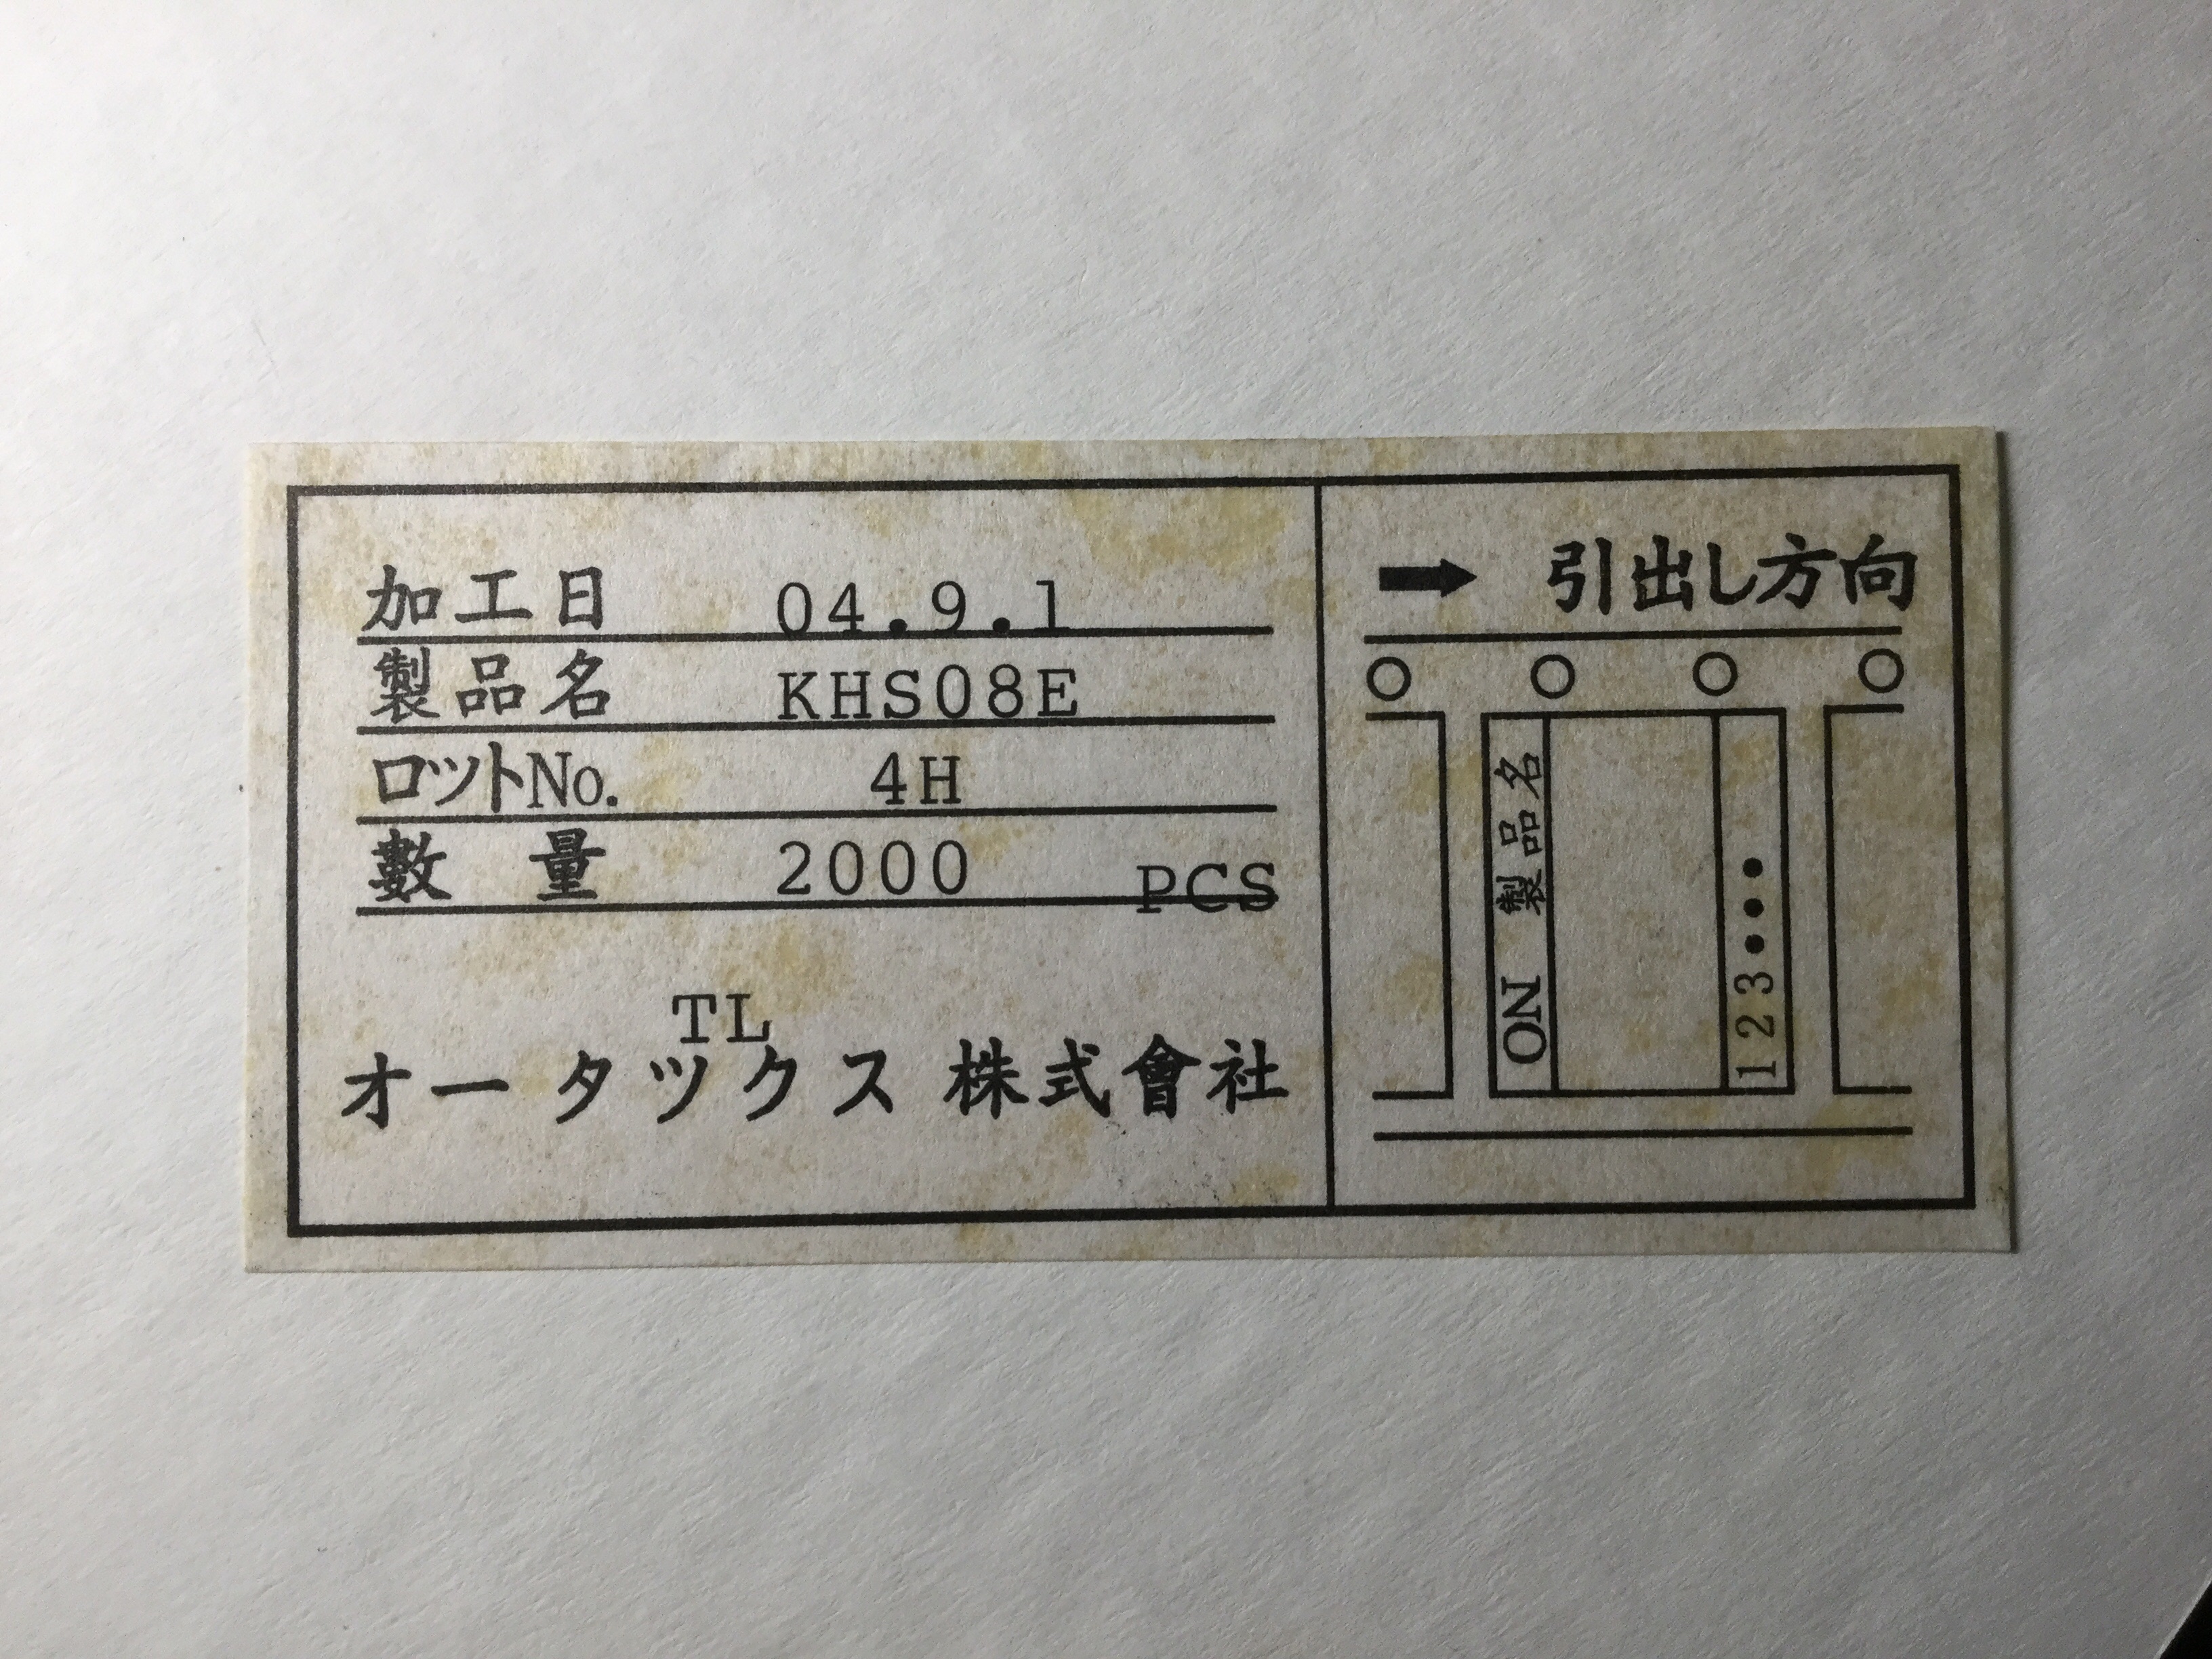 加工日 04.9.1
製品名 KHS08E
ロットNo. 4H
數量 2000 PCS
TL
オータツクス 株式會社
➡ 引出し方向
ON 製品名
123•••